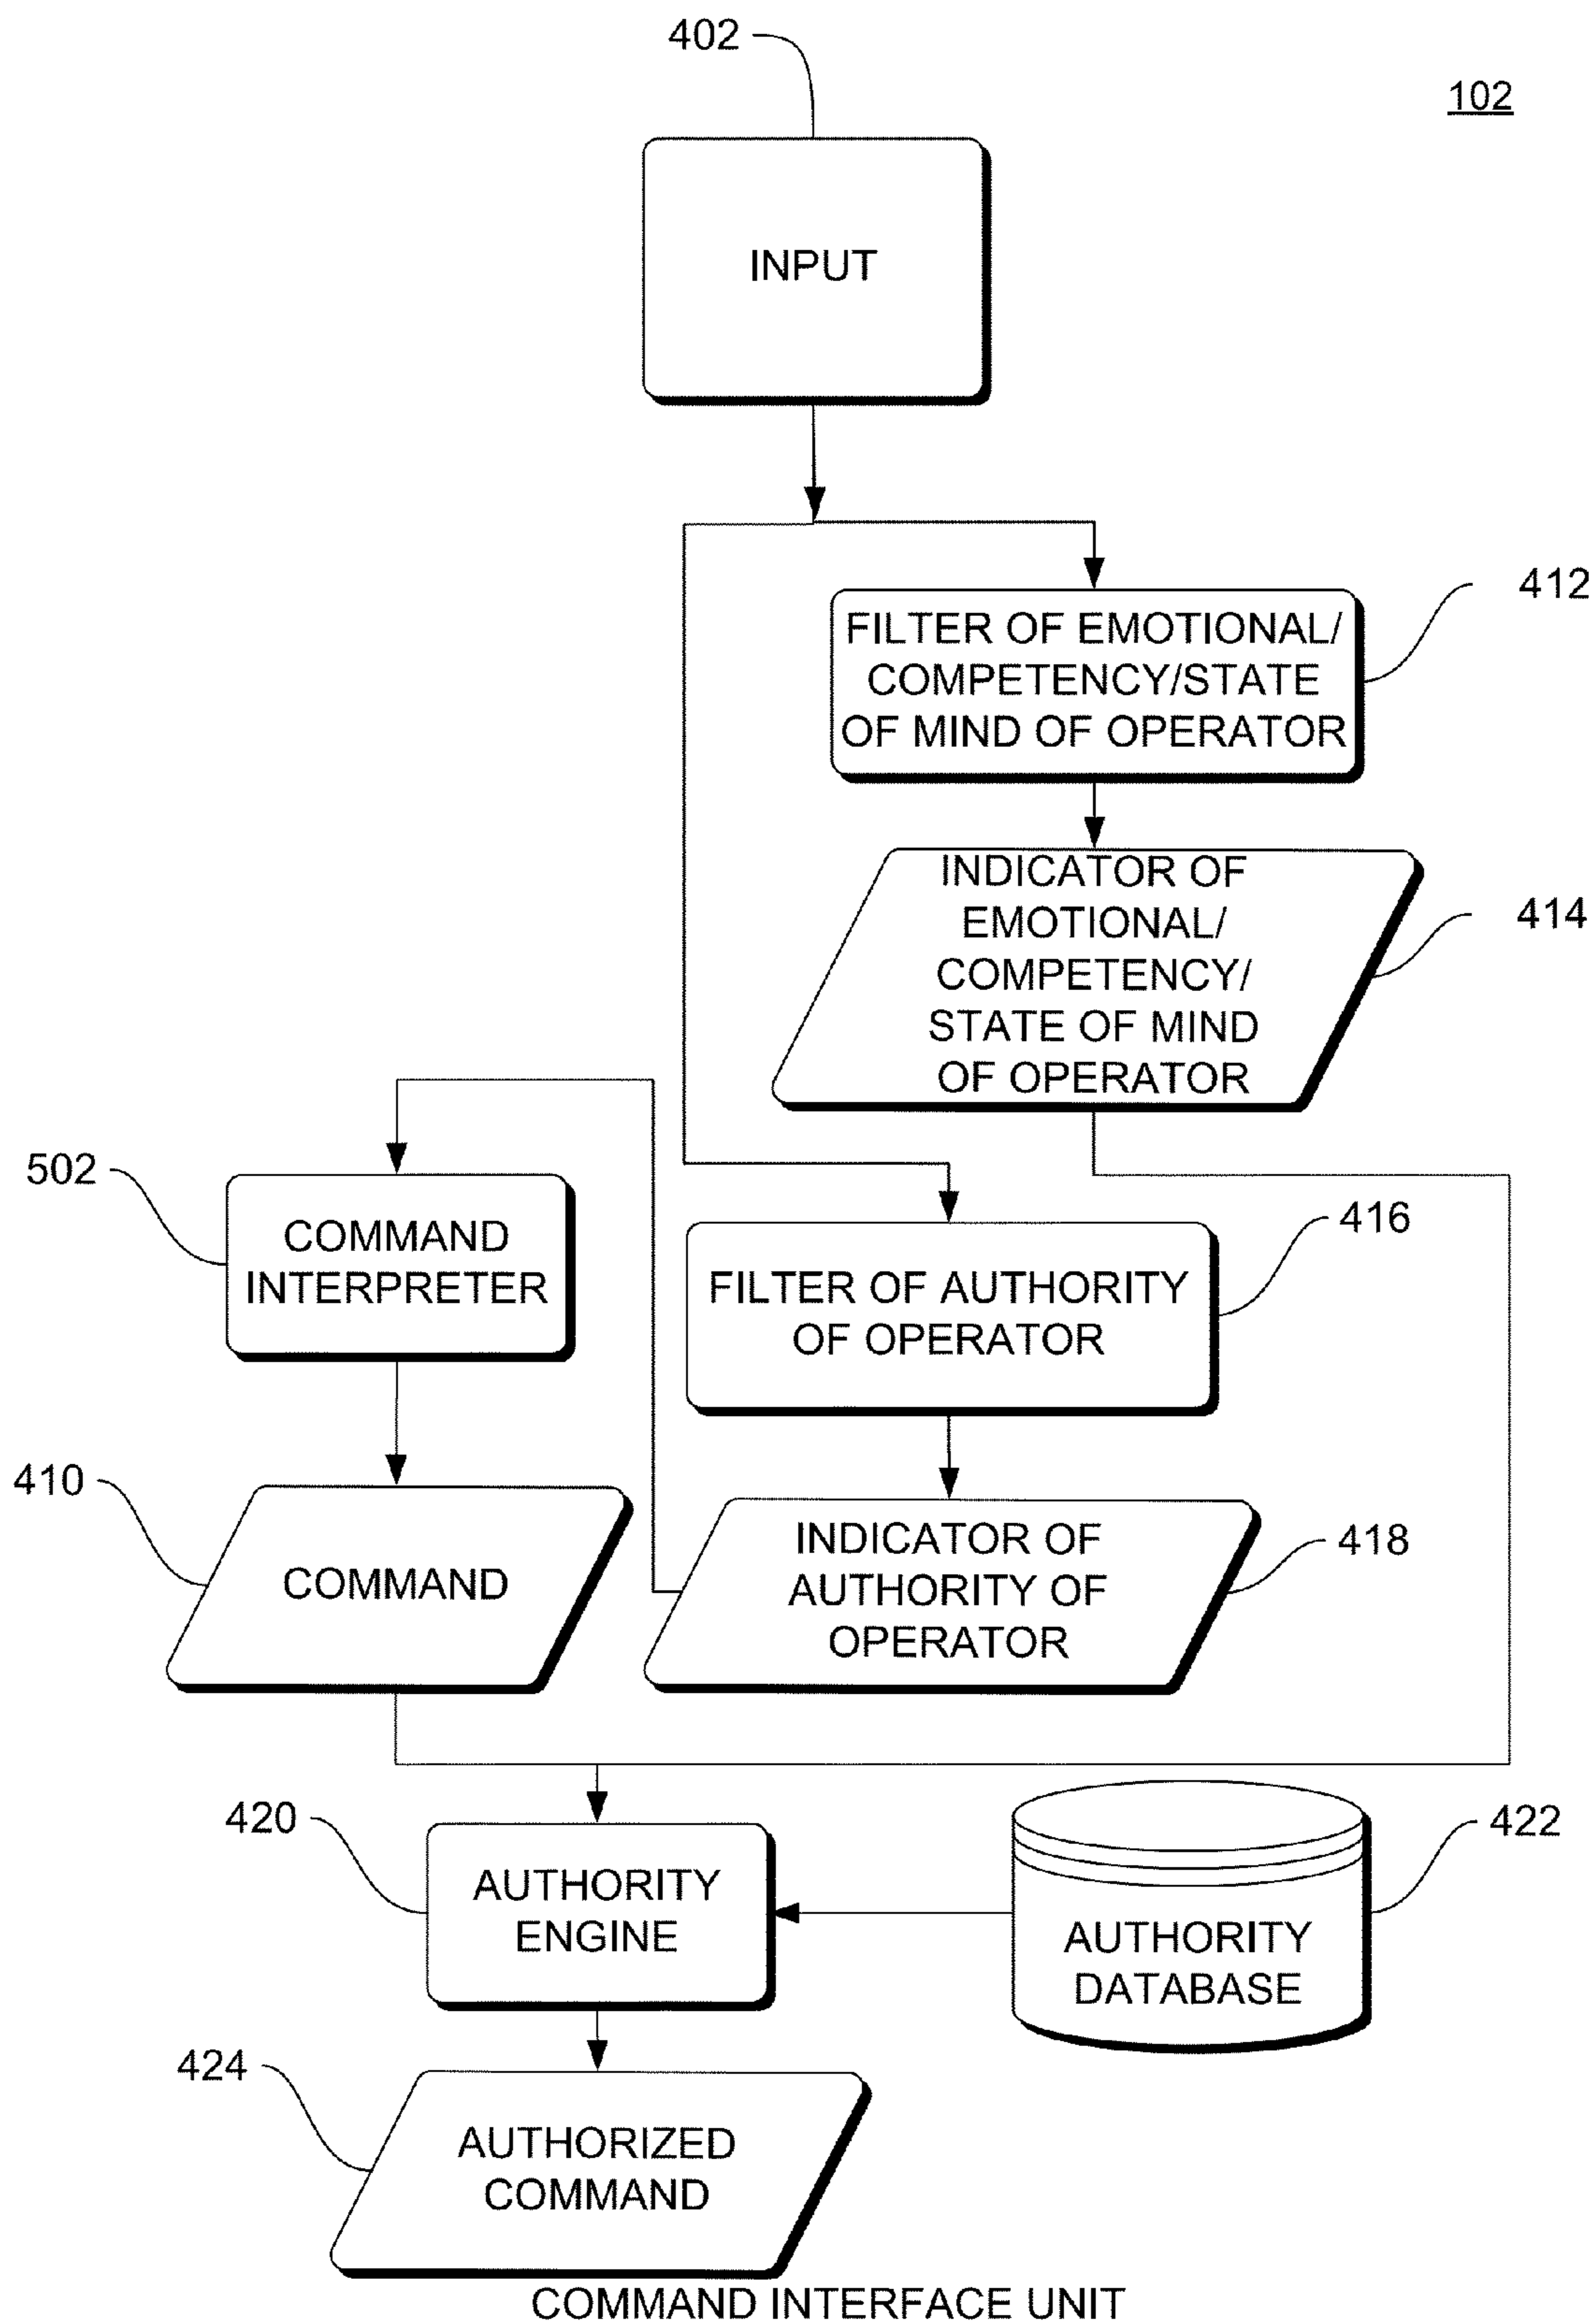 402
102
INPUT
412
FILTER OF EMOTIONAL/
COMPETENCY/STATE
OF MIND OF OPERATOR
INDICATOR OF
EMOTIONAL/
COMPETENCY/
STATE OF MIND
OF OPERATOR
414
502
COMMAND
INTERPRETER
416
FILTER OF AUTHORITY
OF OPERATOR
410
COMMAND
INDICATOR OF
AUTHORITY OF
OPERATOR
418
420
AUTHORITY
ENGINE
422
AUTHORITY
DATABASE
424
AUTHORIZED
COMMAND
COMMAND INTERFACE UNIT